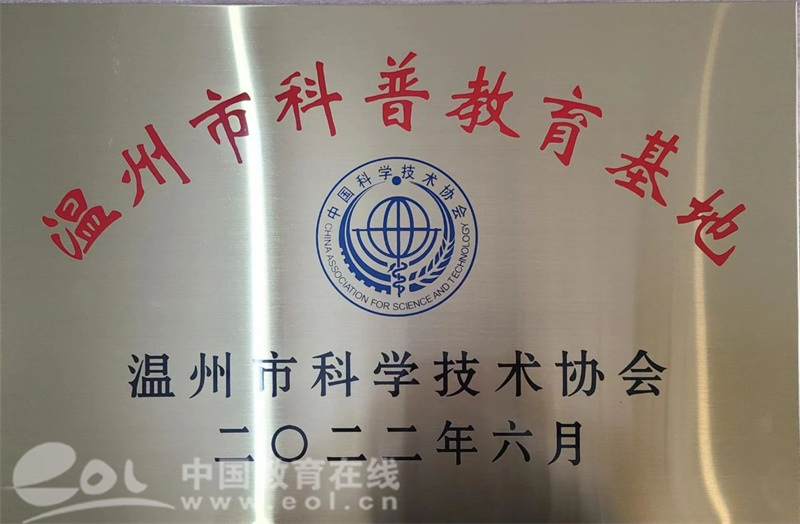 温州市科普教育基地
中国科学技术协会
CHINA ASSOCIATION FOR SCIENCE AND TECHNOLOGY
温州市科学技术协会
二〇二二年六月
eol 中国教育在线
www.eol.cn